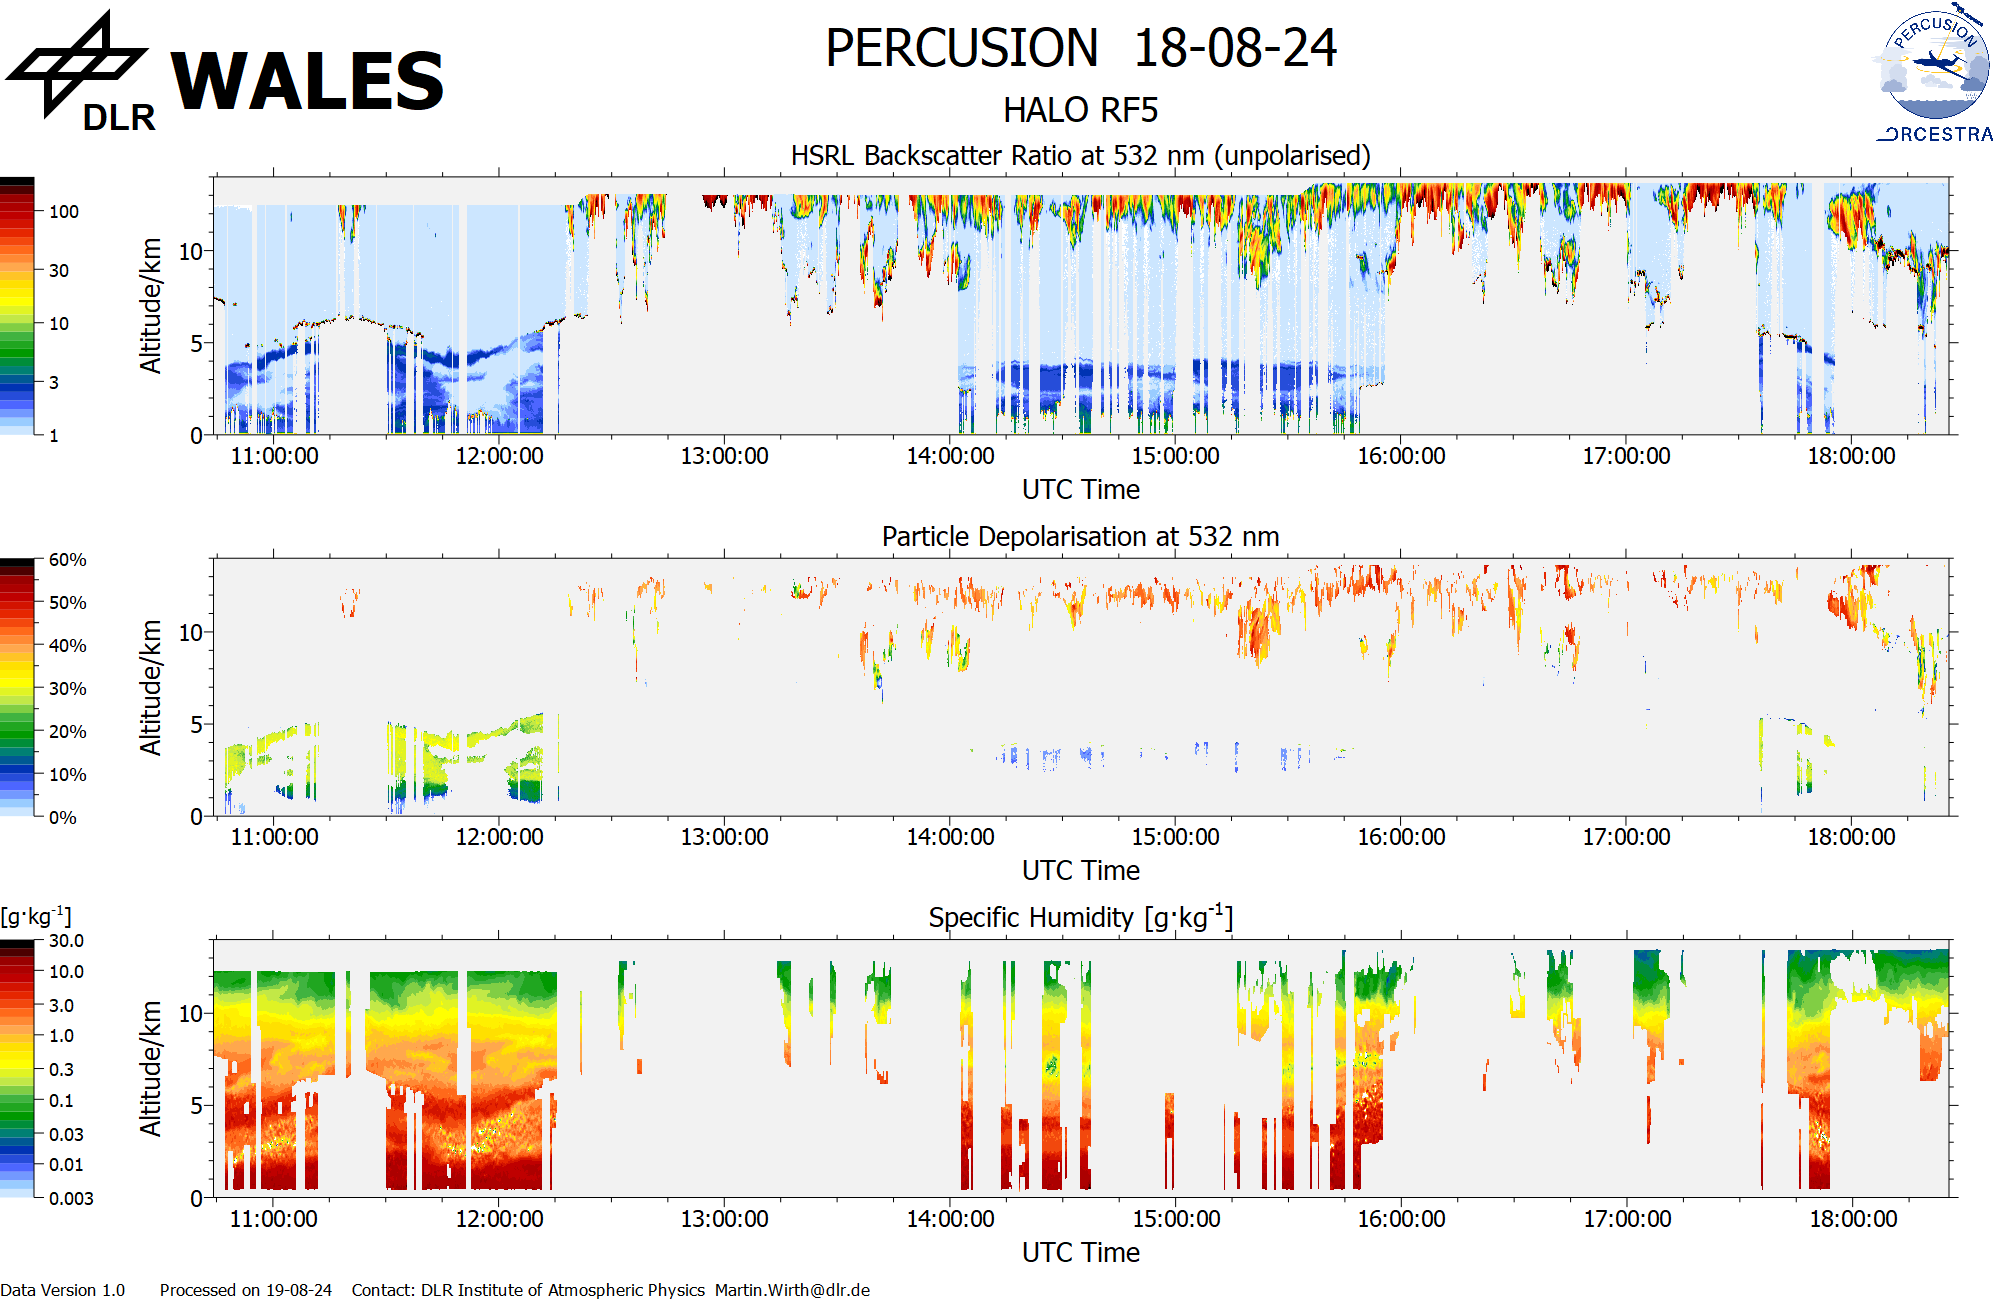 DLR
WALES
PERCUSION 18-08-24
HALO RF5
PERCUSION
ORCESTRA
HSRL Backscatter Ratio at 532 nm (unpolarised)
100
30
10
3
1
Altitude/km
10
5
0
11:00:00 12:00:00 13:00:00 14:00:00 15:00:00 16:00:00 17:00:00 18:00:00
UTC Time
Particle Depolarisation at 532 nm
60%
50%
40%
30%
20%
10%
0%
Altitude/km
10
5
0
11:00:00 12:00:00 13:00:00 14:00:00 15:00:00 16:00:00 17:00:00 18:00:00
UTC Time
Specific Humidity [g·kg-1]
[g·kg-1]
30.0
10.0
3.0
1.0
0.3
0.1
0.03
0.01
0.003
Altitude/km
10
5
0
11:00:00 12:00:00 13:00:00 14:00:00 15:00:00 16:00:00 17:00:00 18:00:00
UTC Time
Data Version 1.0 Processed on 19-08-24 Contact: DLR Institute of Atmospheric Physics Martin.Wirth@dlr.de